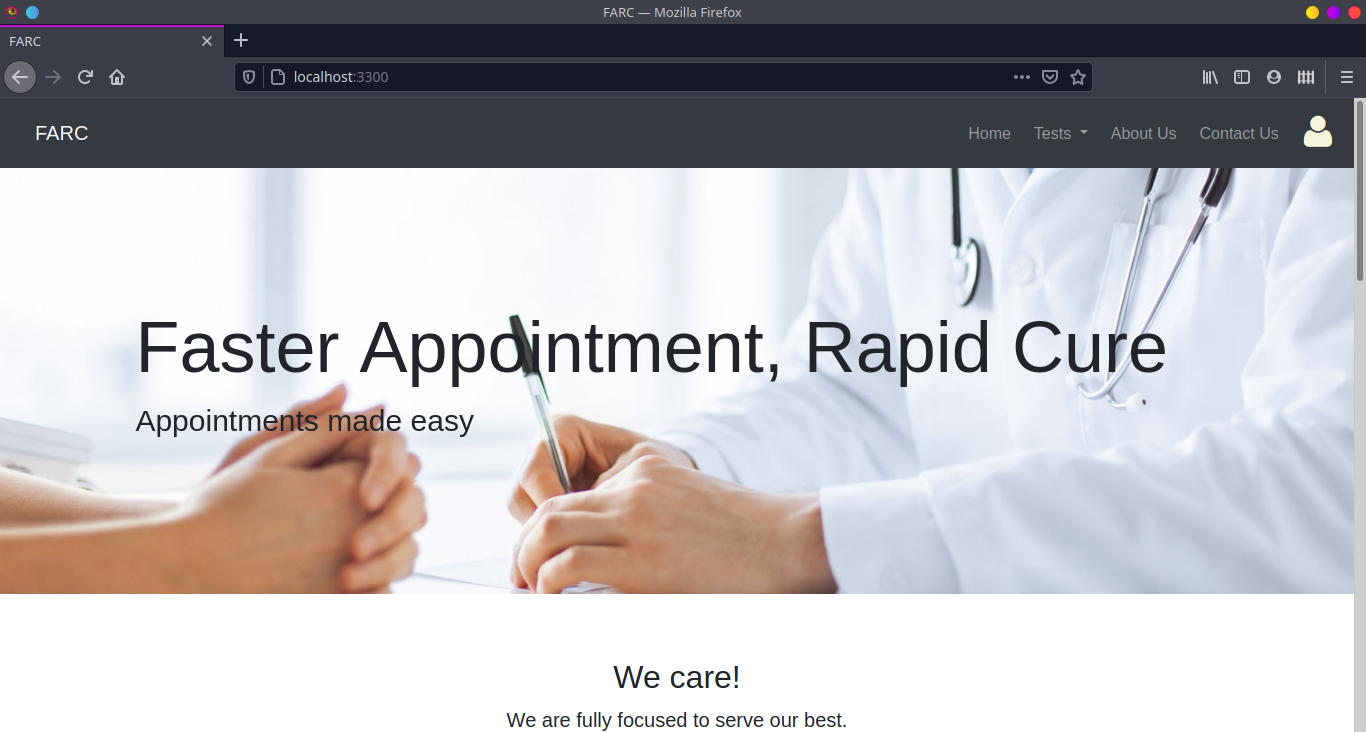 FARC — Mozilla Firefox
FARC
localhost:3300
FARC Home Tests About Us Contact Us
Faster Appointment, Rapid Cure
Appointments made easy
We care!
We are fully focused to serve our best.